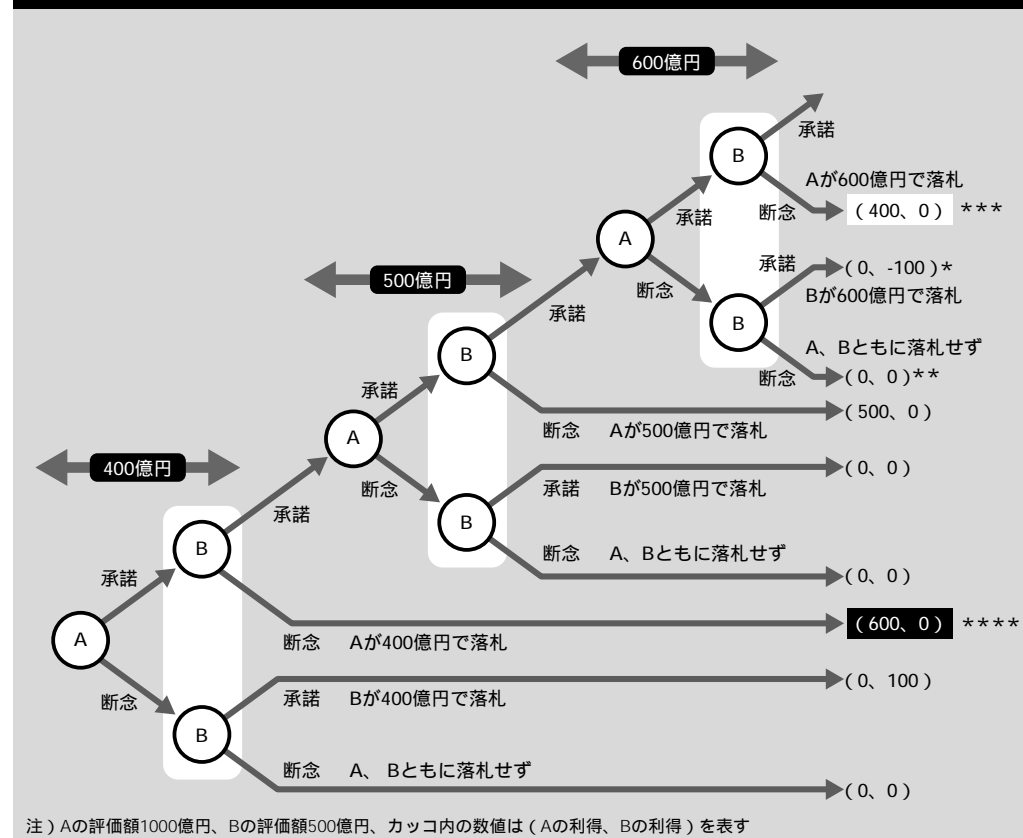 600億円
承諾
B
Aが600億円で落札
承諾
断念
(400、0) ***
A
承諾
(0、-100)*
500億円
断念
Bが600億円で落札
承諾
B
A、Bともに落札せず
B
断念
(0、0)**
承諾
(500、0)
A
断念 Aが500億円で落札
400億円
(0、0)
断念
承諾 Bが500億円で落札
承諾
B
B
断念 A、Bともに落札せず
承諾
(0、0)
(600、0) ****
A
断念 Aが400億円で落札
(0、100)
断念
承諾 Bが400億円で落札
B
断念 A、Bともに落札せず
(0、0)
注)Aの評価額1000億円、Bの評価額500億円、カッコ内の数値は(Aの利得、Bの利得)を表す